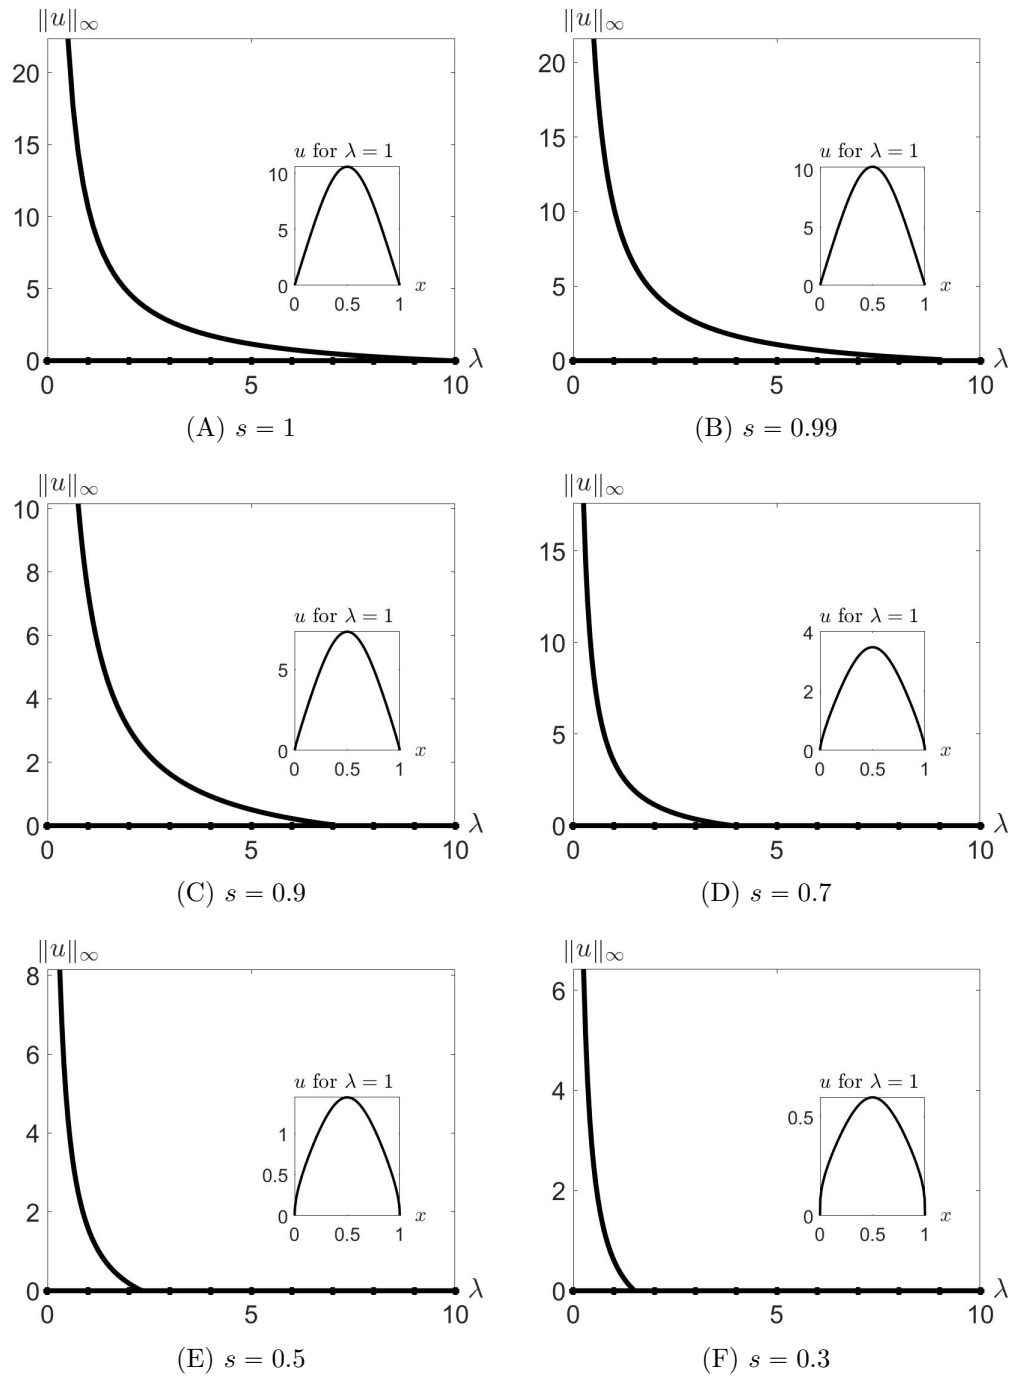 ‖u‖∞ ‖u‖∞
20 20
15 15
u for λ = 1 u for λ = 1
10 10
10 10
5 5
5 5
0 x 0 x
0 0.5 1 0 0.5 1
0 λ 0 λ
0 5 10 0 5 10
(A) s = 1 (B) s = 0.99
‖u‖∞ ‖u‖∞
10
8 15
u for λ = 1 u for λ = 1
6 4
5 10
2
4
0 x 0 x
0 0.5 1 0 0.5 1
2 5
0 λ 0 λ
0 5 10 0 5 10
(C) s = 0.9 (D) s = 0.7
‖u‖∞ ‖u‖∞
8 6
6
u for λ = 1 u for λ = 1
4 4
1 0.5
0.5
2 2
0 x 0 x
0 0.5 1 0 0.5 1
0 λ 0 λ
0 5 10 0 5 10
(E) s = 0.5 (F) s = 0.3